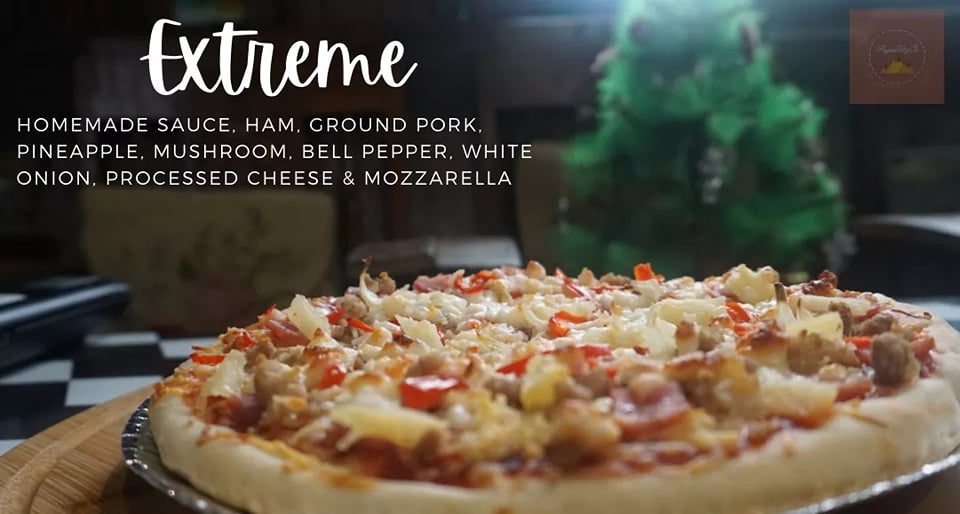 Extreme
HOMEMADE SAUCE, HAM, GROUND PORK,
PINEAPPLE, MUSHROOM, BELL PEPPER, WHITE
ONION, PROCESSED CHEESE & MOZZARELLA